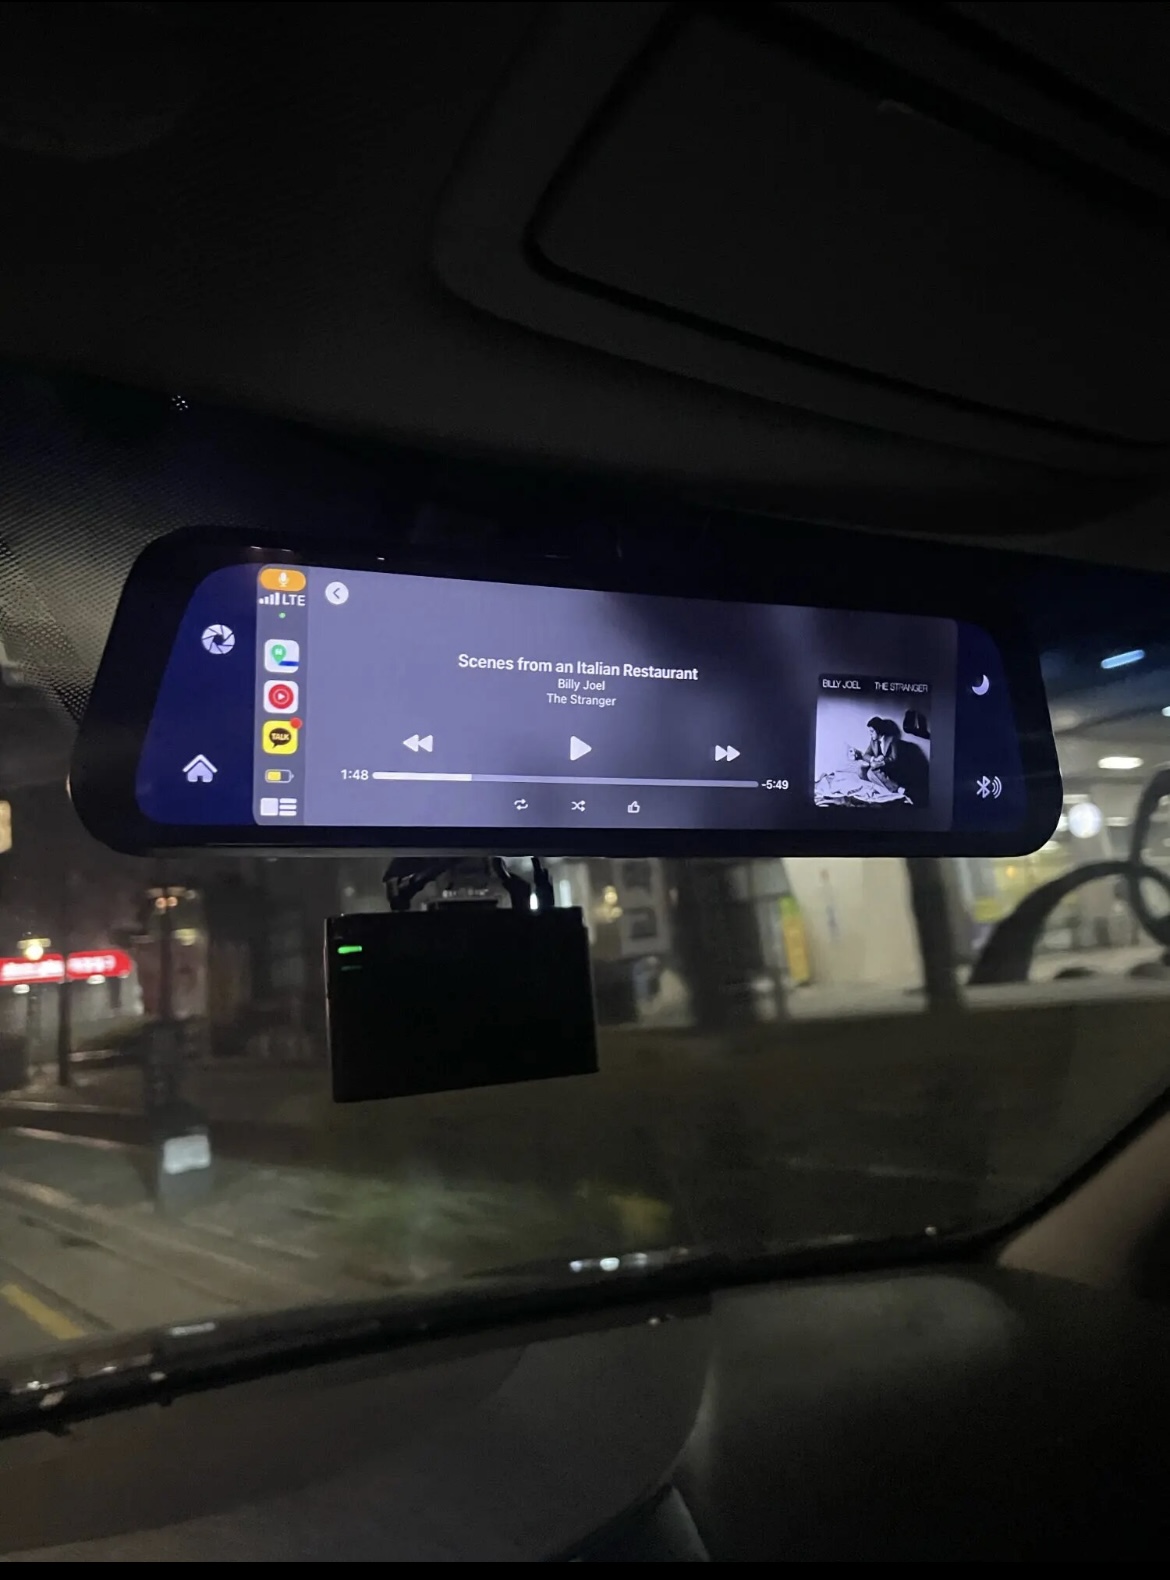 LTE
TALK
Scenes from an Italian Restaurant
Billy Joel
The Stranger
BILLY JOEL THE STRANGER
1:48 -5:49